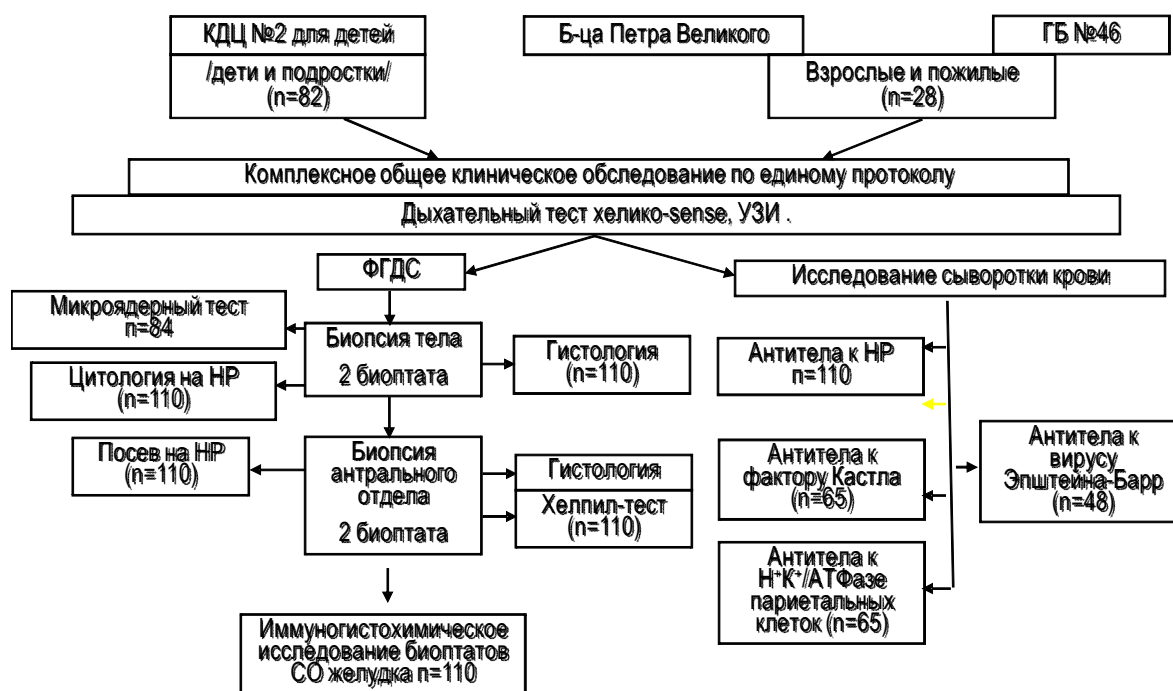 КДЦ №2 для детей
/дети и подростки/
(n=82)
Б-ца Петра Великого
ГБ №46
Взрослые и пожилые
(n=28)
Комплексное общее клиническое обследование по единому протоколу
Дыхательный тест хелико-sense, УЗИ .
ФГДС
Исследование сыворотки крови
Микроядерный тест
n=84
Биопсия тела
2 биоптата
Гистология
(n=110)
Цитология на НР
(n=110)
Посев на НР
(n=110)
Биопсия
антрального
отдела
2 биоптата
Гистология
Хелпил-тест
(n=110)
Иммуногистохимическое
исследование биоптатов
СО желудка n=110
Антитела к НР
n=110
Антитела к
фактору Кастла
(n=65)
Антитела к
Н⁺К⁺/АТФазе
париетальных
клеток (n=65)
Антитела к
вирусу
Эпштейна-Барр
(n=48)